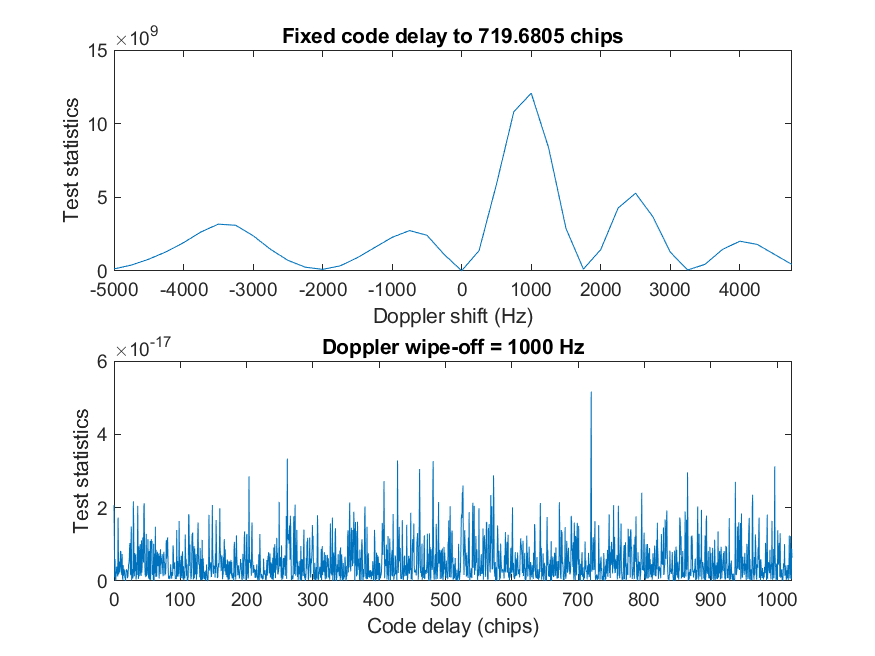 ×10^9
Fixed code delay to 719.6805 chips
15
10
5
0
Test statistics
-5000 -4000 -3000 -2000 -1000 0 1000 2000 3000 4000
Doppler shift (Hz)
×10^-17
Doppler wipe-off = 1000 Hz
6
4
2
0
Test statistics
0 100 200 300 400 500 600 700 800 900 1000
Code delay (chips)